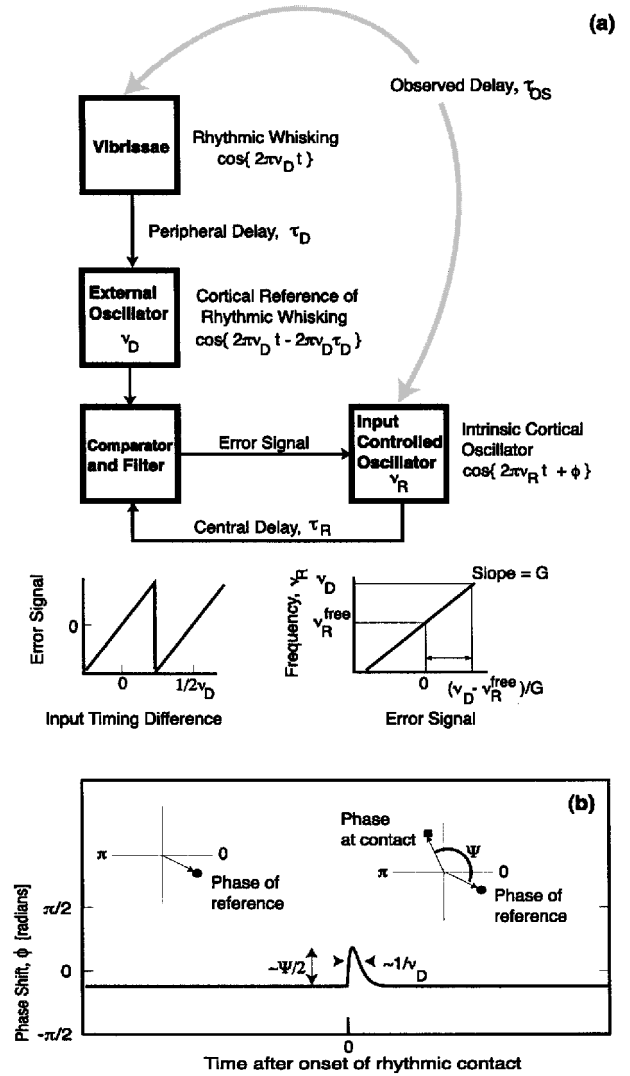 (a)
Observed Delay, τOS
Vibrissae
Rhythmic Whisking
cos{ 2πνD t }
Peripheral Delay, τD
External
Oscillator
νD
Cortical Reference of
Rhythmic Whisking
cos{ 2πνD t - 2πνDτD }
Comparator
and Filter
Error Signal
Input
Controlled
Oscillator
νR
Intrinsic Cortical
Oscillator
cos{ 2πνR t + ϕ }
Central Delay, τR
Error Signal
0
0
1/2νD
Input Timing Difference
Frequency, νR
νD
νR free
Slope = G
0
(νD- νR free)/G
Error Signal
(b)
π
0
Phase of
reference
Phase
at contact
Ψ
π
0
Phase of
reference
Phase Shift, ϕ [radians]
π/2
0
-π/2
~Ψ/2
~1/νD
0
Time after onset of rhythmic contact